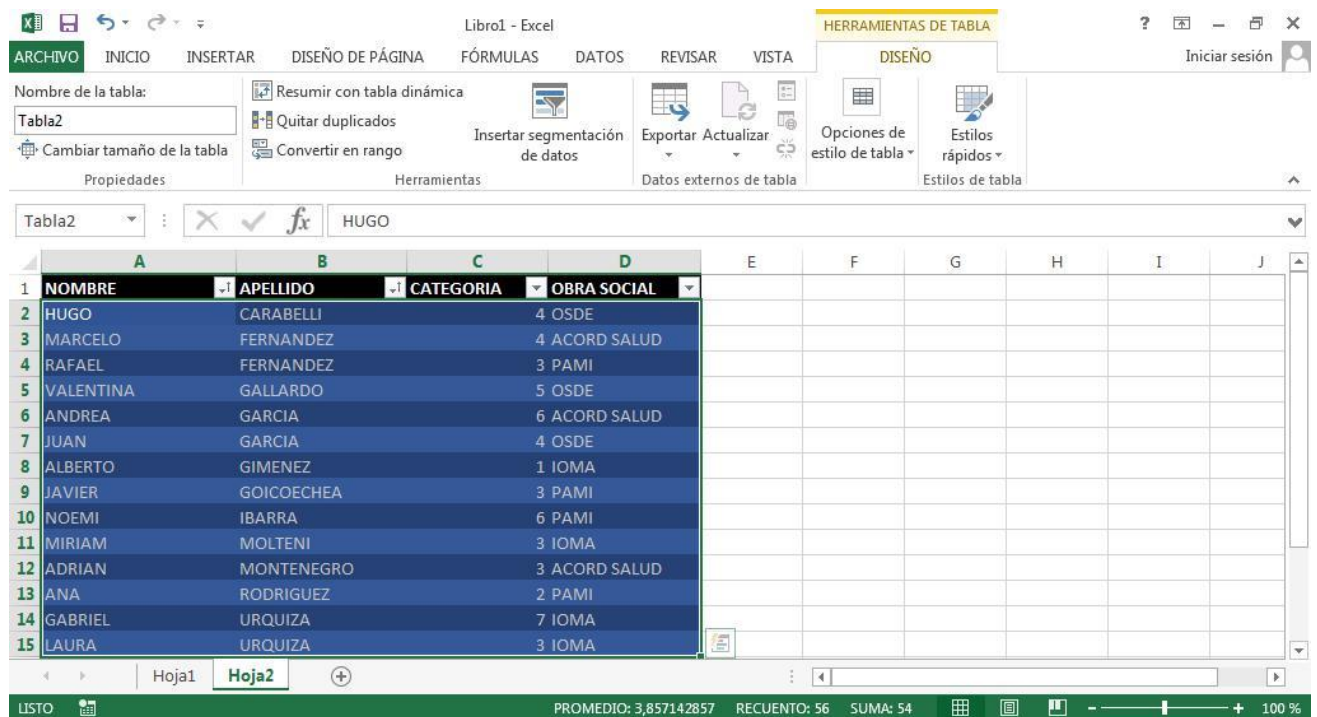 Libro1 - Excel
HERRAMIENTAS DE TABLA
?
ARCHIVO INICIO INSERTAR DISEÑO DE PÁGINA FÓRMULAS DATOS REVISAR VISTA DISEÑO Iniciar sesión
Nombre de la tabla:
Tabla2
Cambiar tamaño de la tabla
Propiedades
Resumir con tabla dinámica
Quitar duplicados
Convertir en rango
Insertar segmentación
de datos
Herramientas
Exportar Actualizar
Datos externos de tabla
Opciones de
estilo de tabla
Estilos
rápidos
Estilos de tabla
Tabla2 fx HUGO
A B C D E F G H I J
1 NOMBRE APELLIDO CATEGORIA OBRA SOCIAL
2 HUGO CARABELLI 4 OSDE
3 MARCELO FERNANDEZ 4 ACORD SALUD
4 RAFAEL FERNANDEZ 3 PAMI
5 VALENTINA GALLARDO 5 OSDE
6 ANDREA GARCIA 6 ACORD SALUD
7 JUAN GARCIA 4 OSDE
8 ALBERTO GIMENEZ 1 IOMA
9 JAVIER GOICOECHEA 3 PAMI
10 NOEMI IBARRA 6 PAMI
11 MIRIAM MOLTENI 3 IOMA
12 ADRIAN MONTENEGRO 3 ACORD SALUD
13 ANA RODRIGUEZ 2 PAMI
14 GABRIEL URQUIZA 7 IOMA
15 LAURA URQUIZA 3 IOMA
Hoja1 Hoja2
LISTO PROMEDIO: 3,857142857 RECUENTO: 56 SUMA: 54 100 %